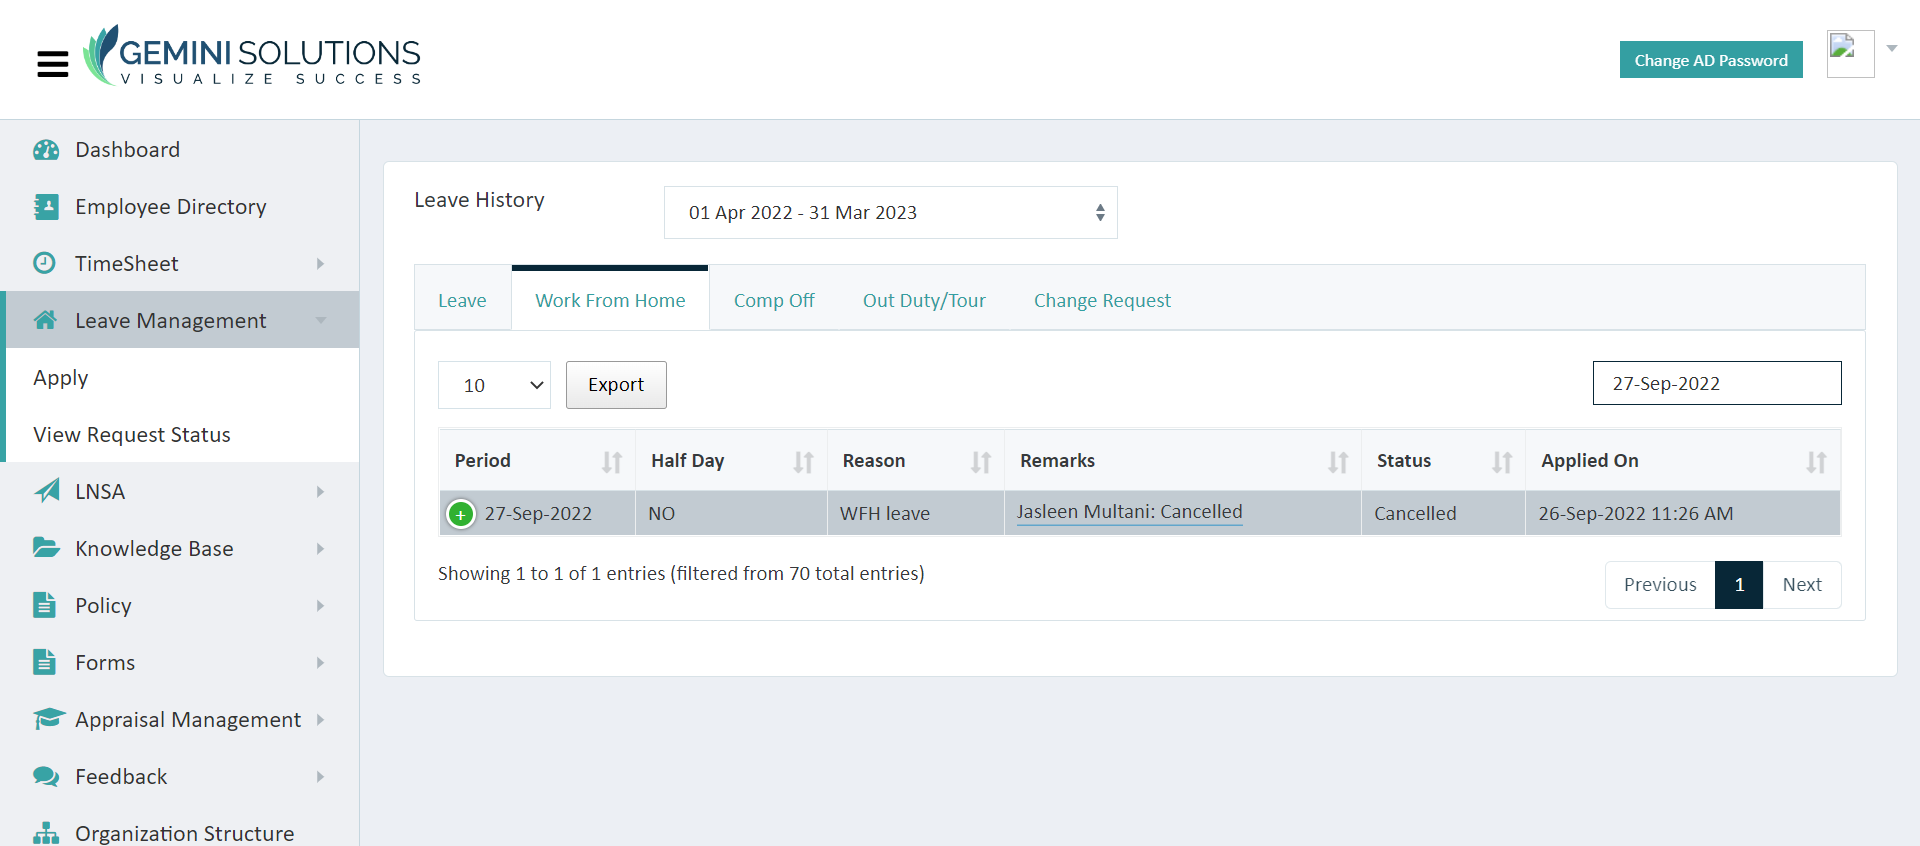 GEMINI SOLUTIONS
VISUALIZE SUCCESS
Change AD Password
Dashboard
Employee Directory
TimeSheet
Leave Management
Apply
View Request Status
LNSA
Knowledge Base
Policy
Forms
Appraisal Management
Feedback
Organization Structure
Leave History
01 Apr 2022 - 31 Mar 2023
Leave Work From Home Comp Off Out Duty/Tour Change Request
10 Export 27-Sep-2022
Period Half Day Reason Remarks Status Applied On
27-Sep-2022 NO WFH leave Jasleen Multani: Cancelled Cancelled 26-Sep-2022 11:26 AM
Showing 1 to 1 of 1 entries (filtered from 70 total entries)
Previous 1 Next